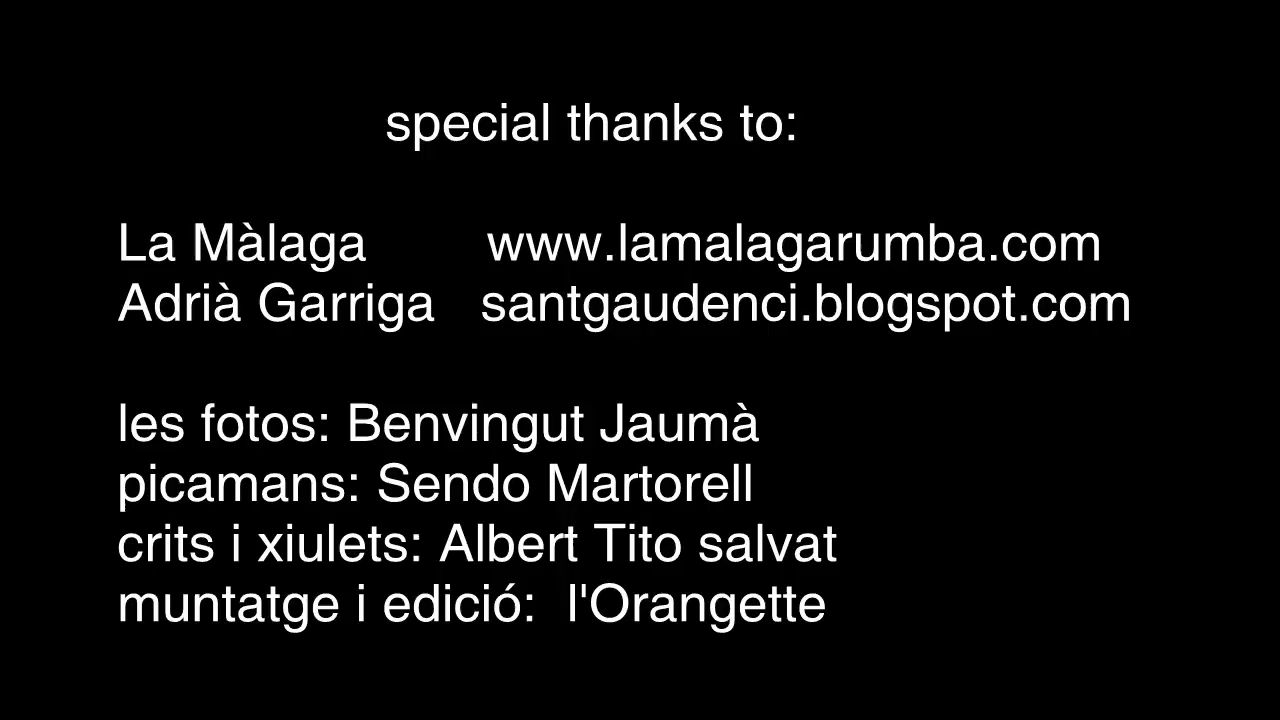 special thanks to:
La Màlaga www.lamalagarumba.com
Adrià Garriga santgaudenci.blogspot.com
les fotos: Benvingut Jaumà
picamans: Sendo Martorell
crits i xiulets: Albert Tito salvat
muntatge i edició: l'Orangette